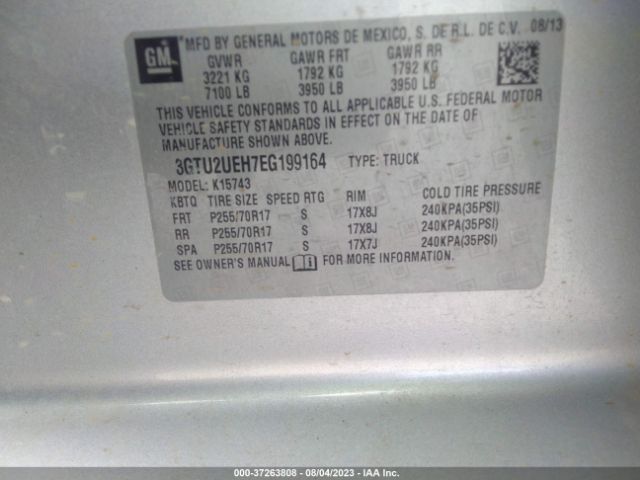 GM
*MFD BY GENERAL MOTORS DE MEXICO, S. DE R.L. DE C.V. 08/13
GVWR GAWR FRT GAWR RR
3221 KG 1792 KG 1792 KG
7100 LB 3950 LB 3950 LB
THIS VEHICLE CONFORMS TO ALL APPLICABLE U.S. FEDERAL MOTOR
VEHICLE SAFETY STANDARDS IN EFFECT ON THE DATE OF
MANUFACTURE SHOWN ABOVE.
3GTU2UEH7EG199164 TYPE: TRUCK
MODEL: K15743
KBTQ TIRE SIZE SPEED RTG RIM COLD TIRE PRESSURE
FRT P255/70R17 S 17X8J 240KPA(35PSI)
RR P255/70R17 S 17X8J 240KPA(35PSI)
SPA P255/70R17 S 17X7J 240KPA(35PSI)
SEE OWNER'S MANUAL i FOR MORE INFORMATION.
000-37263808 - 08/04/2023 - IAA Inc.